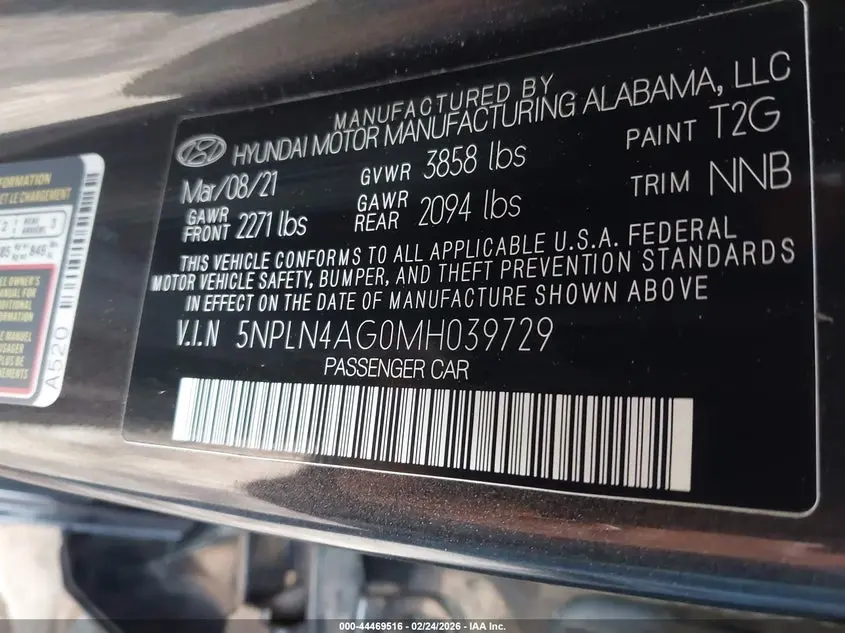 MANUFACTURED BY
HYUNDAI MOTOR MANUFACTURING ALABAMA, LLC
Mar/08/21 GVWR 3858 lbs PAINT T2G
GAWR FRONT 2271 lbs GAWR REAR 2094 lbs TRIM NNB
THIS VEHICLE CONFORMS TO ALL APPLICABLE U.S.A. FEDERAL
MOTOR VEHICLE SAFETY, BUMPER, AND THEFT PREVENTION STANDARDS
IN EFFECT ON THE DATE OF MANUFACTURE SHOWN ABOVE
V.I.N 5NPLN4AG0MH039729
PASSENGER CAR
ET LE CHARGEMENT
A520
000-44469516 - 02/24/2026 - IAA Inc.